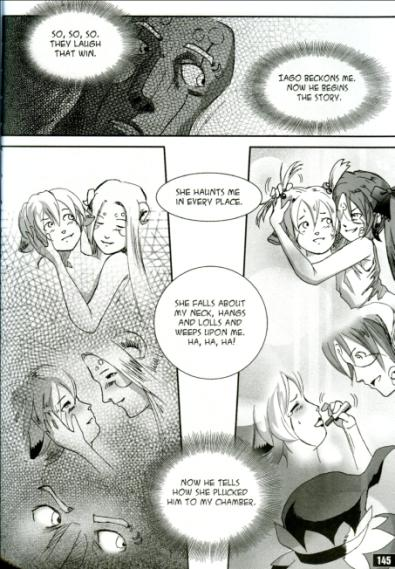 SO, SO, SO.
THEY LAUGH
THAT WIN.
IAGO BECKONS ME.
NOW HE BEGINS
THE STORY.
SHE HAUNTS ME
IN EVERY PLACE.
SHE FALLS ABOUT
MY NECK, HANGS
AND LOLLS AND
WEEPS UPON ME.
HA, HA, HA!
NOW HE TELLS
HOW SHE PLUCKED
HIM TO MY CHAMBER.
145